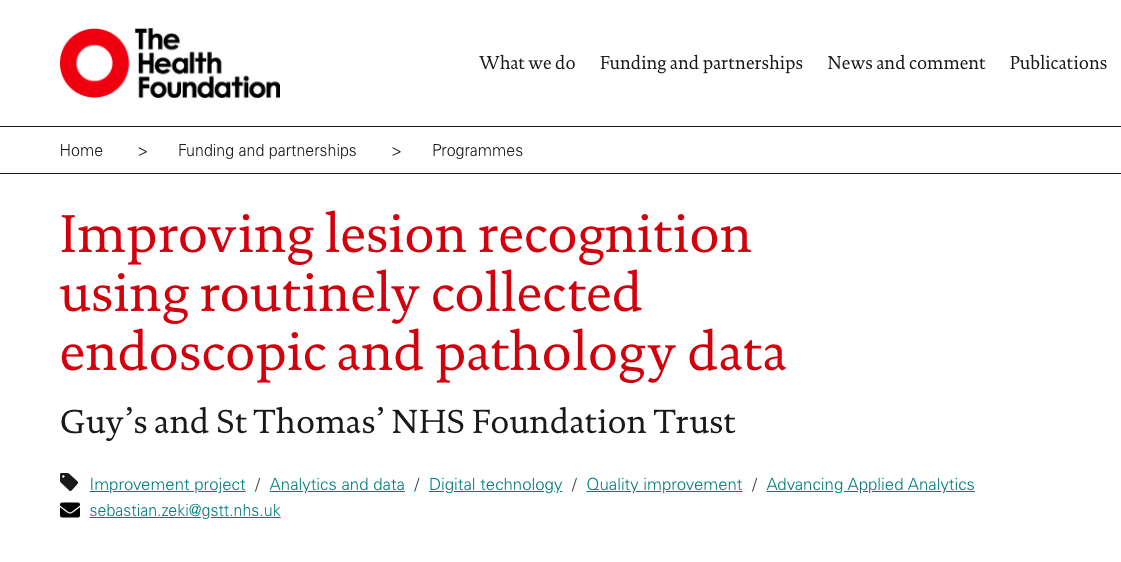 The
Health
Foundation
What we do Funding and partnerships News and comment Publications
Home > Funding and partnerships > Programmes
Improving lesion recognition
using routinely collected
endoscopic and pathology data
Guy’s and St Thomas’ NHS Foundation Trust
Improvement project / Analytics and data / Digital technology / Quality improvement / Advancing Applied Analytics
sebastian.zeki@gstt.nhs.uk